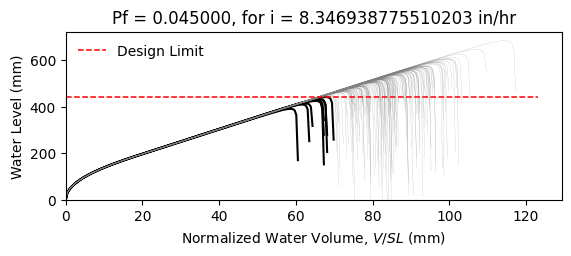 Pf = 0.045000, for i = 8.346938775510203 in/hr
Design Limit
Water Level (mm)
600
400
200
0
0 20 40 60 80 100 120
Normalized Water Volume, V/SL (mm)